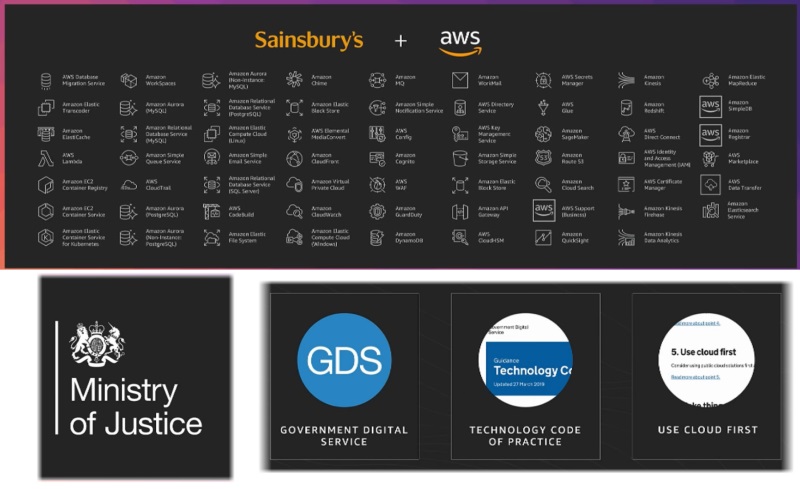 Sainsbury's + aws
AWS Database
Migration Service
Amazon
WorkSpaces
Amazon Aurora
(Non-Instance:
MySQL)
Amazon
Chime
Amazon
MQ
Amazon
WorkMail
AWS Secrets
Manager
Amazon
Kinesis
Amazon Elastic
MapReduce
Amazon Elastic
Transcoder
Amazon Aurora
(MySQL)
Amazon Relational
Database Service
(PostgreSQL)
Amazon Elastic
Block Store
Amazon Simple
Notification Service
AWS Directory
Service
AWS
Glue
Amazon
Redshift
aws
Amazon
SimpleDB
Amazon
ElastiCache
Amazon Relational
Database Service
(MySQL)
Amazon Elastic
Compute Cloud
(Linux)
AWS Elemental
MediaConvert
AWS
Config
AWS Key
Management
Service
Amazon
SageMaker
AWS
Direct Connect
aws
Amazon
Registrar
AWS
Lambda
Amazon Simple
Queue Service
Amazon Simple
Email Service
Amazon
CloudFront
Amazon
Cognito
Amazon Simple
Storage Service
53
Amazon
Route 53
AWS Identity
and Access
Management (IAM)
AWS
Marketplace
Amazon EC2
Container Registry
AWS
CloudTrail
Amazon Relational
Database Service
(SQL Server)
Amazon Virtual
Private Cloud
AWS
WAF
Amazon Elastic
Block Store
Amazon
Cloud Search
AWS Certificate
Manager
AWS
Data Transfer
Amazon EC2
Container Service
Amazon Aurora
(PostgreSQL)
AWS
CodeBuild
Amazon
CloudWatch
Amazon
GuardDuty
Amazon API
Gateway
aws
AWS Support
(Business)
Amazon Kinesis
Firehose
Amazon
Elasticsearch
Service
Amazon Elastic
Container Service
for Kubernetes
Amazon Aurora
(Non-Instance:
PostgreSQL)
Amazon Elastic
File System
Amazon Elastic
Compute Cloud
(Windows)
Amazon
DynamoDB
AWS
CloudHSM
Amazon
QuickSight
Amazon Kinesis
Data Analytics
Ministry
of Justice
GDS
GOVERNMENT DIGITAL
SERVICE
overnment Digital
Service
Guidance
Technology Co
Updated 27 March 2019
TECHNOLOGY CODE
OF PRACTICE
Read more about point 5.
5. Use cloud first
Consider using public cloud solutions first
Read more about point 5.
ake thing
USE CLOUD FIRST